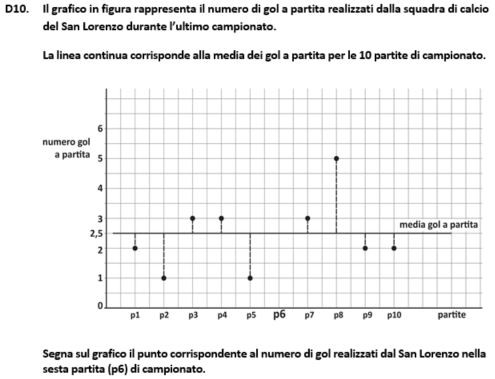 D10. Il grafico in figura rappresenta il numero di gol a partita realizzati dalla squadra di calcio
del San Lorenzo durante l'ultimo campionato.
La linea continua corrisponde alla media dei gol a partita per le 10 partite di campionato.
6
numero gol
a partita 5
4
3
media gol a partita
2,5
2
1
0
p1 p2 p3 p4 p5 p6 p7 p8 p9 p10 partite
Segna sul grafico il punto corrispondente al numero di gol realizzati dal San Lorenzo nella
sesta partita (p6) di campionato.